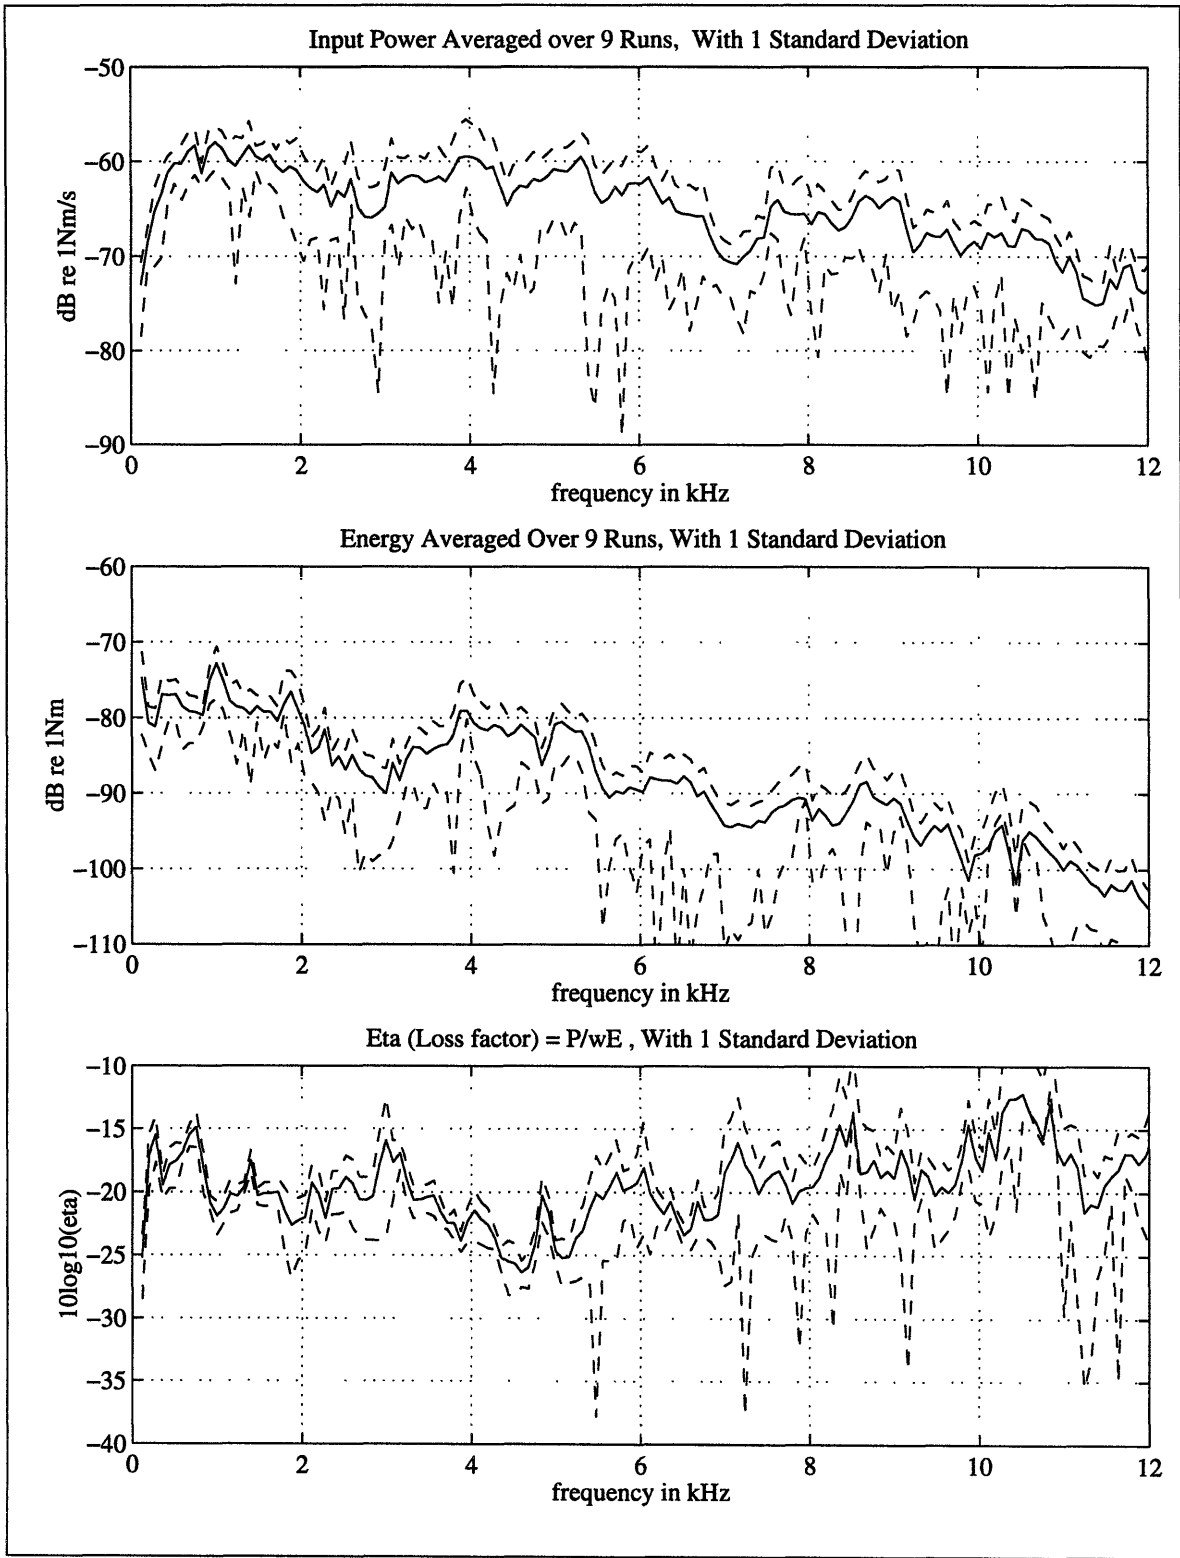 Input Power Averaged over 9 Runs, With 1 Standard Deviation
−50
−60
−70
−80
−90
dB re 1Nm/s
0 2 4 6 8 10 12
frequency in kHz
Energy Averaged Over 9 Runs, With 1 Standard Deviation
−60
−70
−80
−90
−100
−110
dB re 1Nm
0 2 4 6 8 10 12
frequency in kHz
Eta (Loss factor) = P/wE , With 1 Standard Deviation
−10
−15
−20
−25
−30
−35
−40
10log10(eta)
0 2 4 6 8 10 12
frequency in kHz